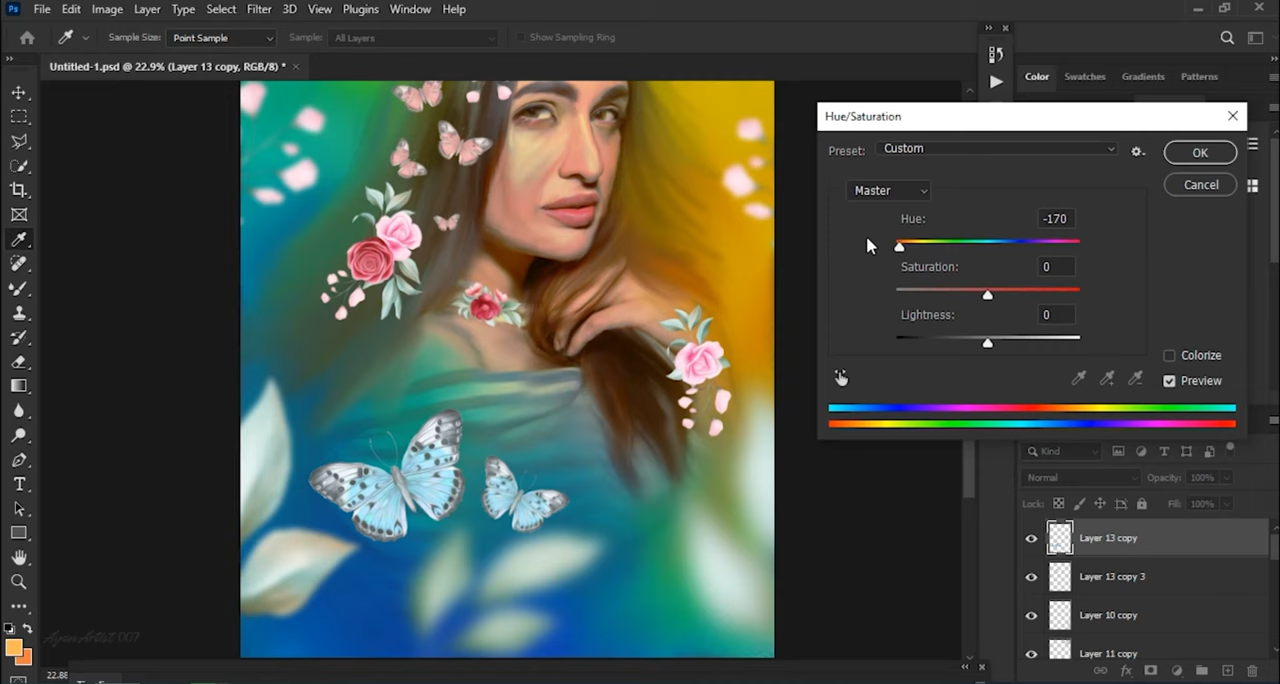 Ps File Edit Image Layer Type Select Filter 3D View Plugins Window Help
Sample Size: Point Sample Sample: All Layers Show Sampling Ring
Untitled-1.psd @ 22.9% (Layer 13 copy, RGB/8) *
Color Swatches Gradients Patterns
Hue/Saturation
Preset: Custom
OK
Master
Cancel
Hue: -170
Saturation: 0
Lightness: 0
Colorize
Preview
Kind
Normal Opacity: 100%
Lock: Fill: 100%
Layer 13 copy
Layer 13 copy 3
Layer 10 copy
Layer 11 copy